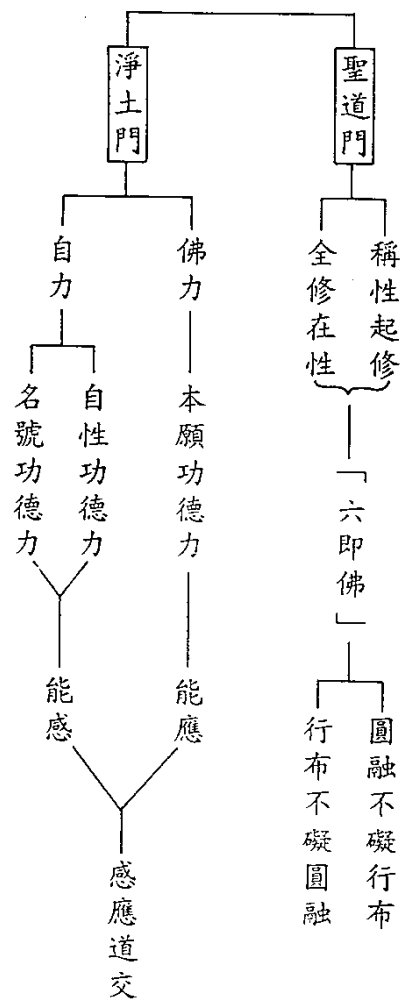 聖道門
稱性起修
全修在性
「六即佛」
圓融不礙行布
行布不礙圓融
淨土門
佛力
本願功德力
能應
自力
自性功德力
名號功德力
能感
感應道交